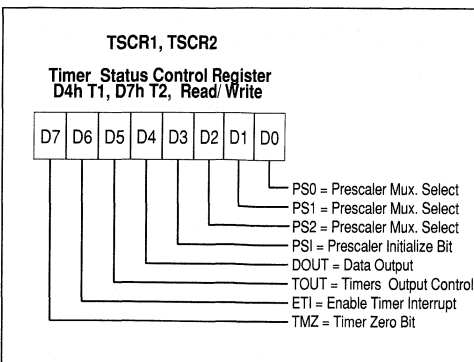 TSCR1, TSCR2
Timer Status Control Register
D4h T1, D7h T2, Read/ Write
D7 D6 D5 D4 D3 D2 D1 D0
PS0 = Prescaler Mux. Select
PS1 = Prescaler Mux. Select
PS2 = Prescaler Mux. Select
PSI = Prescaler Initialize Bit
DOUT = Data Output
TOUT = Timers Output Control
ETI = Enable Timer Interrupt
TMZ = Timer Zero Bit